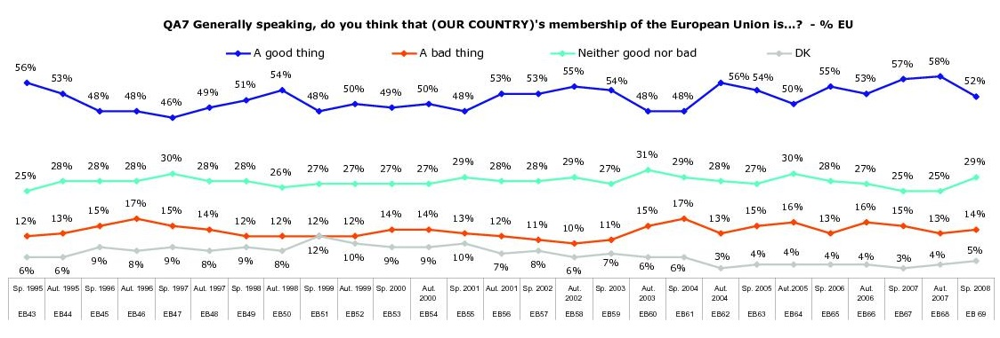 QA7 Generally speaking, do you think that (OUR COUNTRY)'s membership of the European Union is...?  - % EU
A good thing A bad thing Neither good nor bad DK
56% 53% 48% 48% 46% 49% 51% 54% 48% 50% 49% 50% 48% 53% 53% 55% 54% 48% 48% 56% 54% 50% 55% 53% 57% 58% 52%
25% 28% 28% 28% 30% 28% 28% 26% 27% 27% 27% 27% 29% 28% 28% 29% 27% 31% 29% 28% 27% 30% 28% 27% 25% 25% 29%
12% 13% 15% 17% 15% 14% 12% 12% 12% 12% 14% 14% 13% 12% 11% 10% 11% 15% 17% 13% 15% 16% 13% 16% 15% 13% 14%
6% 6% 9% 8% 9% 8% 9% 8% 12% 10% 9% 9% 10% 7% 8% 6% 7% 6% 6% 3% 4% 4% 4% 4% 3% 4% 5%
Sp. 1995 Aut. 1995 Sp. 1996 Aut. 1996 Sp. 1997 Aut. 1997 Sp. 1998 Aut. 1998 Sp. 1999 Aut. 1999 Sp. 2000 Aut. 2000 Sp. 2001 Aut. 2001 Sp. 2002 Aut. 2002 Sp. 2003 Aut. 2003 Sp. 2004 Aut. 2004 Sp. 2005 Aut.2005 Sp. 2006 Aut. 2006 Sp. 2007 Aut. 2007 Sp. 2008
EB43 EB44 EB45 EB46 EB47 EB48 EB49 EB50 EB51 EB52 EB53 EB54 EB55 EB56 EB57 EB58 EB59 EB60 EB61 EB62 EB63 EB64 EB65 EB66 EB67 EB68 EB 69